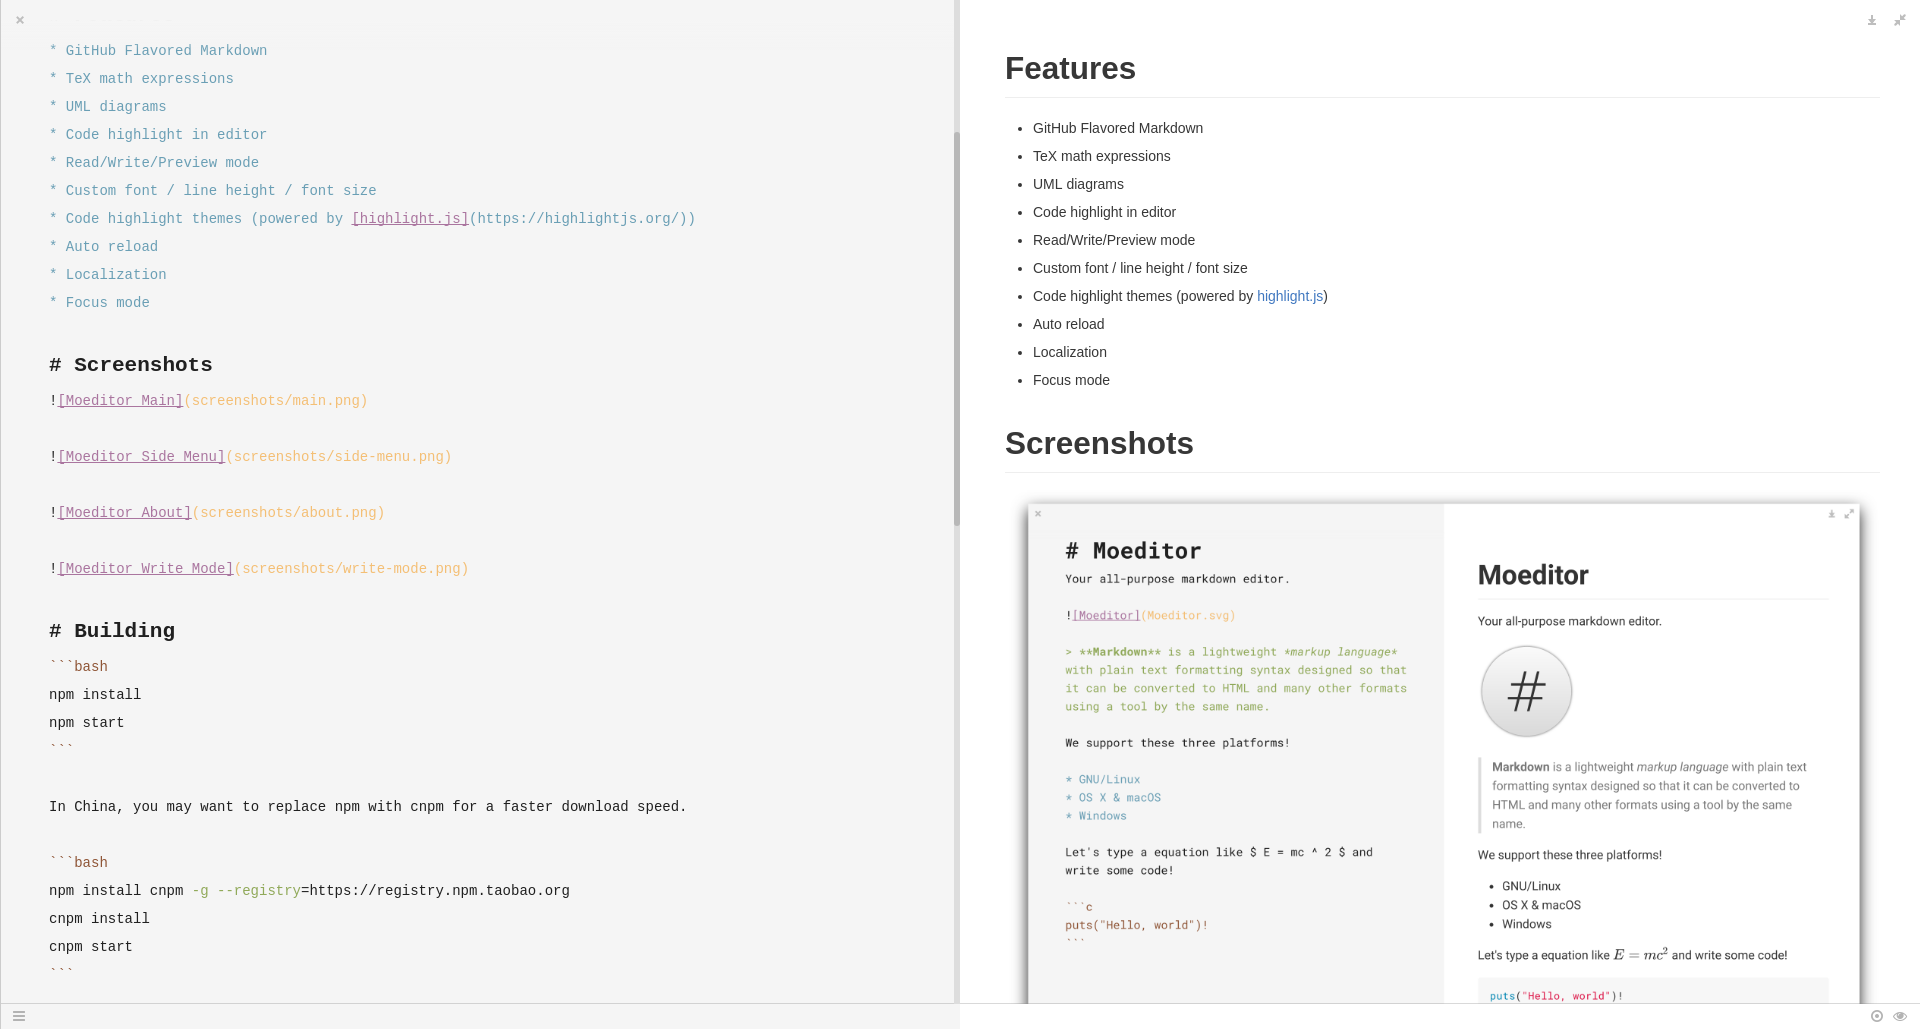 * GitHub Flavored Markdown
* TeX math expressions
* UML diagrams
* Code highlight in editor
* Read/Write/Preview mode
* Custom font / line height / font size
* Code highlight themes (powered by [highlight.js](https://highlightjs.org/))
* Auto reload
* Localization
* Focus mode
# Screenshots
![Moeditor Main](screenshots/main.png)
![Moeditor Side Menu](screenshots/side-menu.png)
![Moeditor About](screenshots/about.png)
![Moeditor Write Mode](screenshots/write-mode.png)
# Building
```bash
npm install
npm start
```
In China, you may want to replace npm with cnpm for a faster download speed.
```bash
npm install cnpm -g --registry=https://registry.npm.taobao.org
cnpm install
cnpm start
```
Features
• GitHub Flavored Markdown
• TeX math expressions
• UML diagrams
• Code highlight in editor
• Read/Write/Preview mode
• Custom font / line height / font size
• Code highlight themes (powered by highlight.js)
• Auto reload
• Localization
• Focus mode
Screenshots
# Moeditor
Your all-purpose markdown editor.
![Moeditor](Moeditor.svg)
> **Markdown** is a lightweight *markup language*
with plain text formatting syntax designed so that
it can be converted to HTML and many other formats
using a tool by the same name.
We support these three platforms!
* GNU/Linux
* OS X & macOS
* Windows
Let's type a equation like $ E = mc ^ 2 $ and
write some code!
```c
puts("Hello, world")!
```
Moeditor
Your all-purpose markdown editor.
#
Markdown is a lightweight markup language with plain text
formatting syntax designed so that it can be converted to
HTML and many other formats using a tool by the same
name.
We support these three platforms!
• GNU/Linux
• OS X & macOS
• Windows
Let's type a equation like E = mc² and write some code!
puts("Hello, world")!